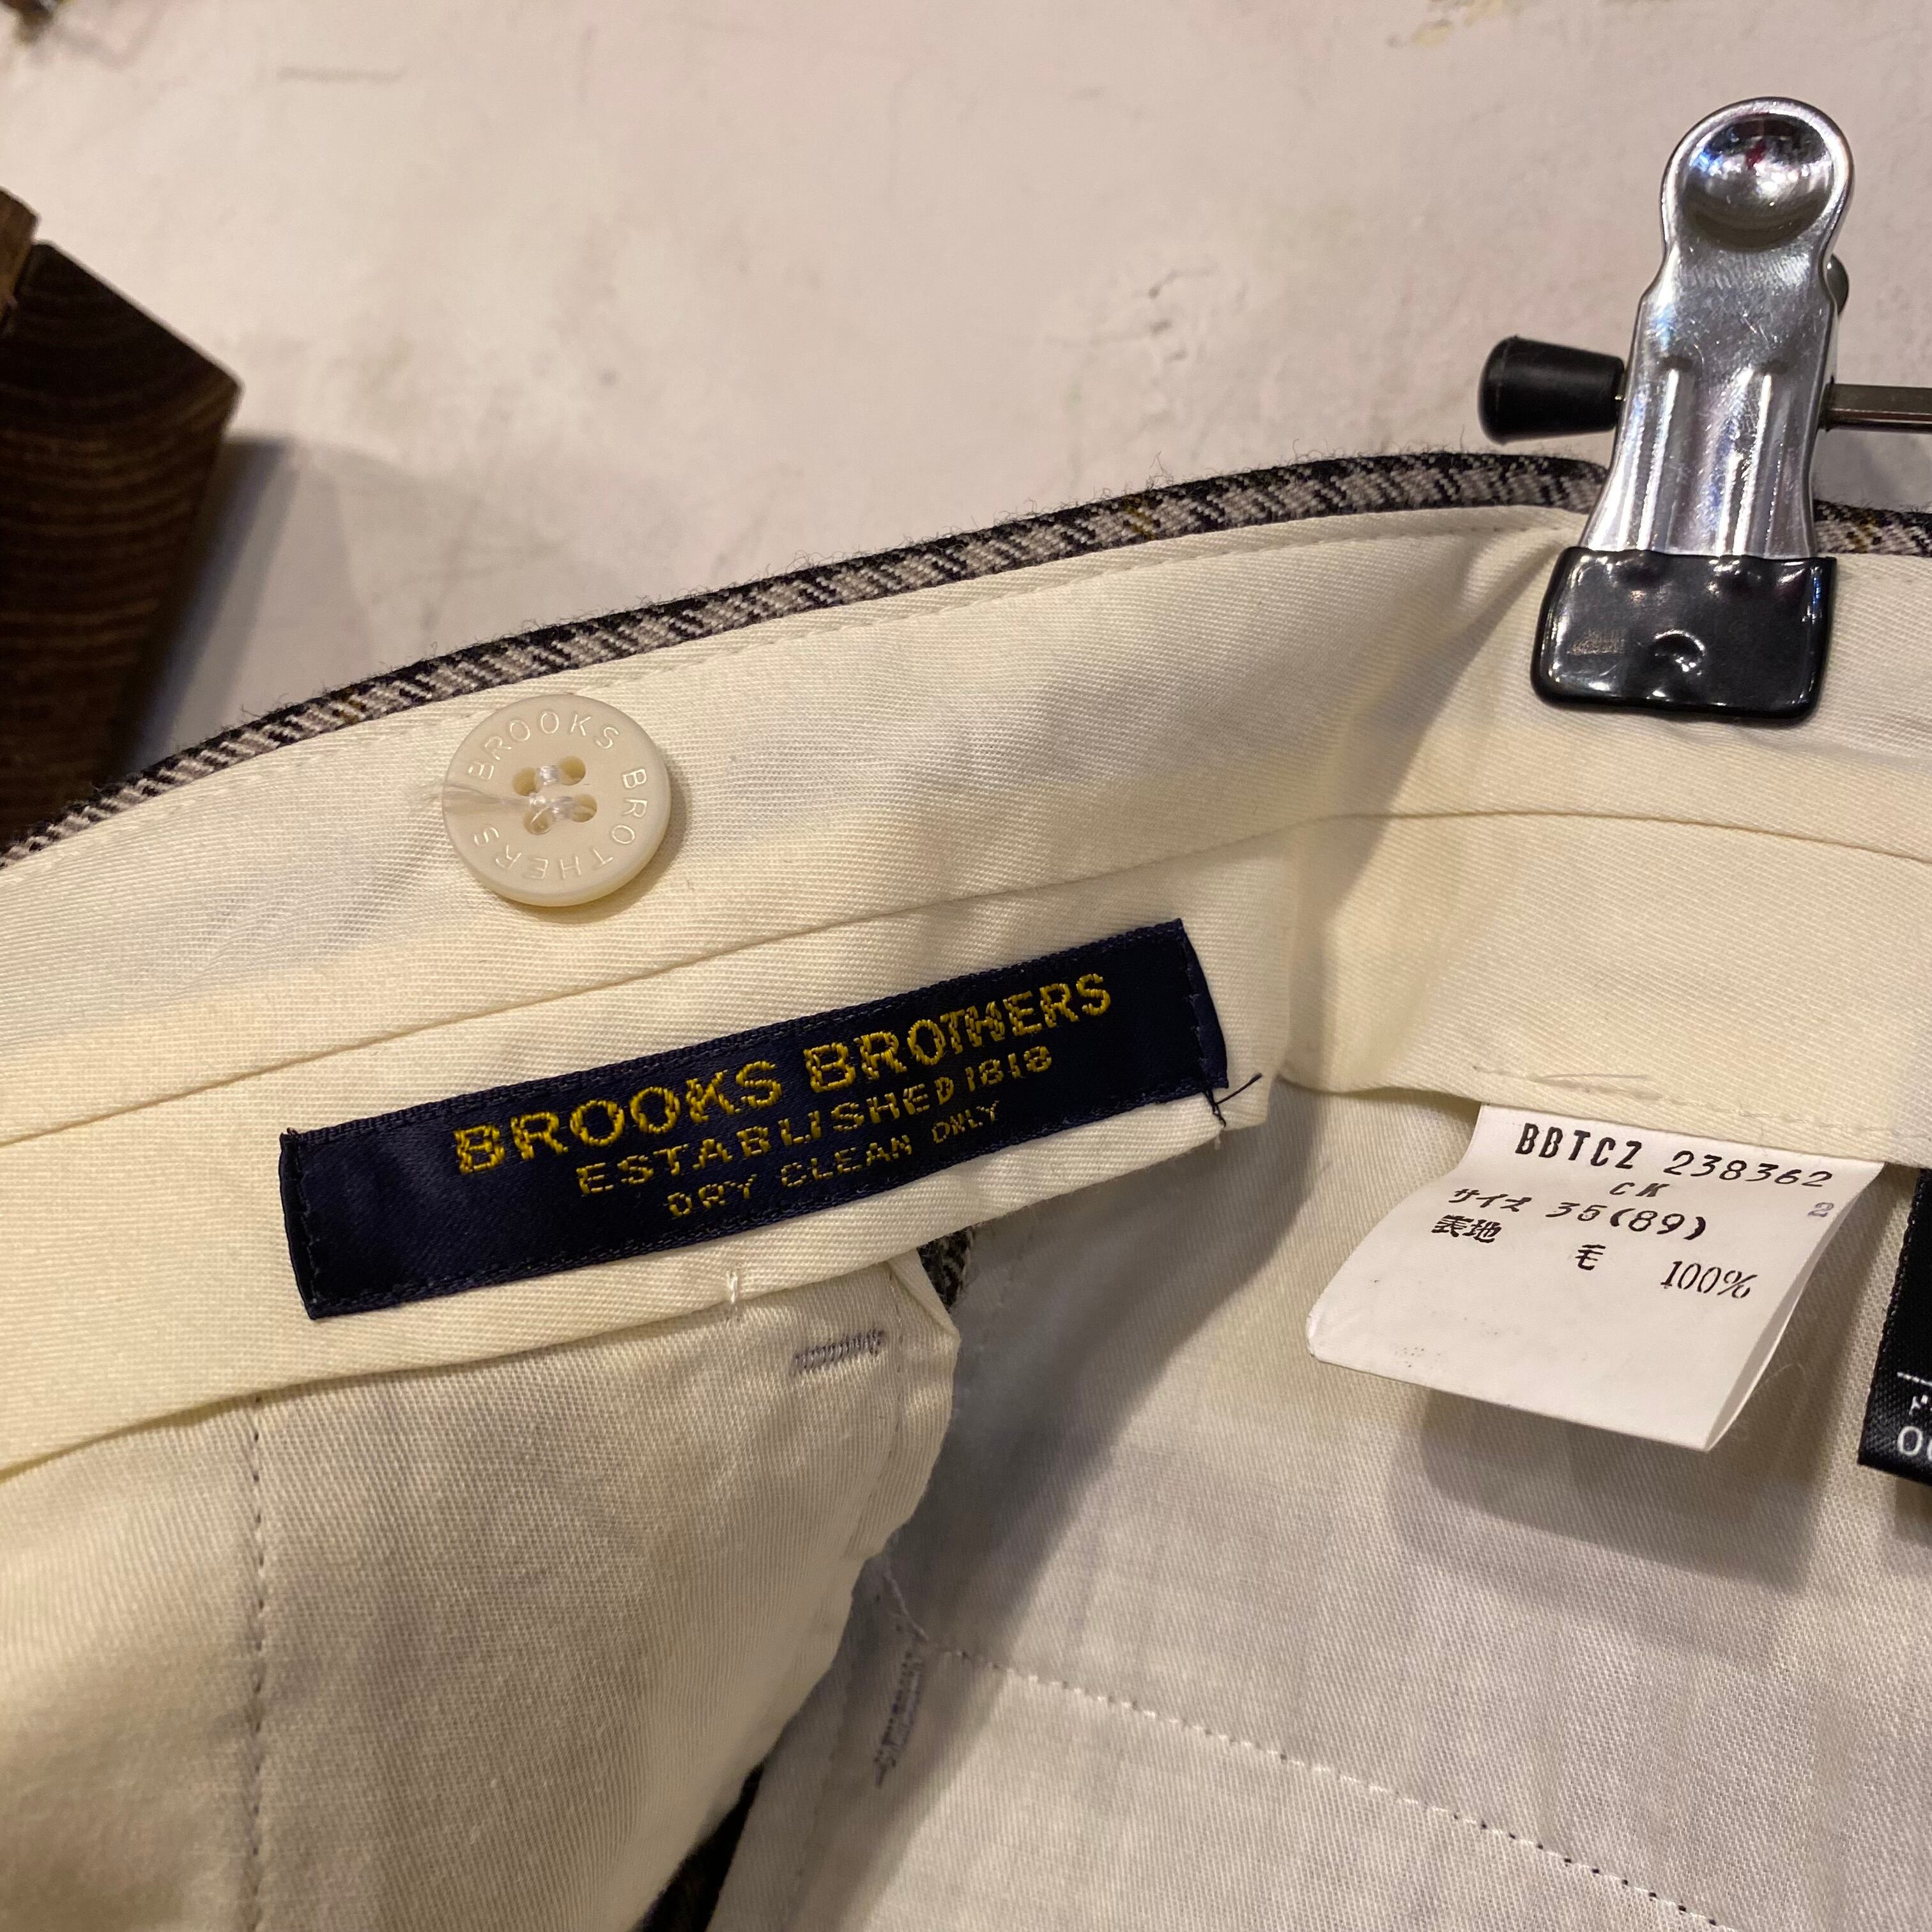 BROOKS BROTHERS
BROOKS BROTHERS
ESTABLISHED 1818
DRY CLEAN ONLY
BBTCZ 238362
CK 2
サイズ 35(89)
表地 毛 100%